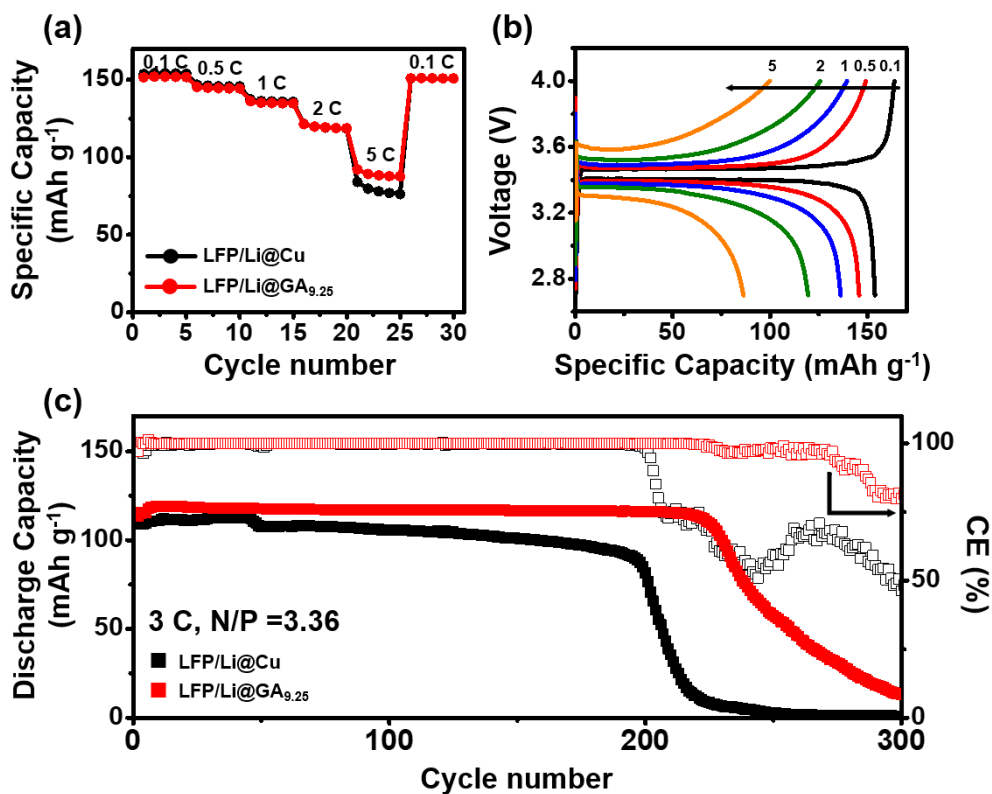 (a)
0.1 C
0.5 C
1 C
2 C
5 C
0.1 C
150
100
50
0
Specific Capacity
(mAh g⁻¹)
LFP/Li@Cu
LFP/Li@GA₉.₂₅
0 5 10 15 20 25 30
Cycle number
(b)
5 2 1 0.5 0.1
4.0
3.6
3.2
2.8
Voltage (V)
0 50 100 150
Specific Capacity (mAh g⁻¹)
(c)
150
100
50
0
Discharge Capacity
(mAh g⁻¹)
3 C, N/P =3.36
LFP/Li@Cu
LFP/Li@GA₉.₂₅
100
50
0
CE (%)
0 100 200 300
Cycle number